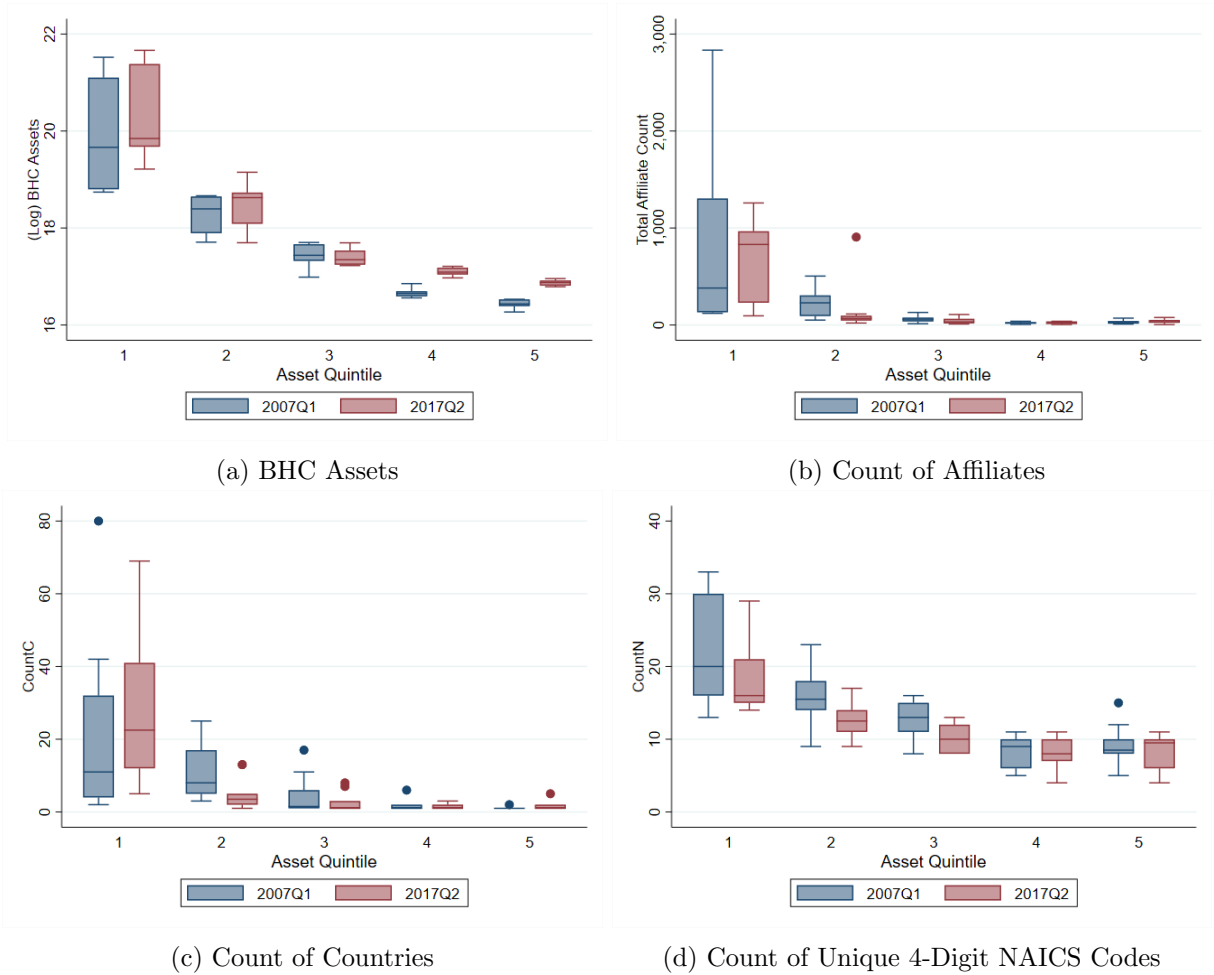 22
20
18
16
(Log) BHC Assets
1 2 3 4 5
Asset Quintile
2007Q1 2017Q2
(a) BHC Assets
3,000
2,000
1,000
0
Total Affiliate Count
1 2 3 4 5
Asset Quintile
2007Q1 2017Q2
(b) Count of Affiliates
80
60
40
20
0
CountC
1 2 3 4 5
Asset Quintile
2007Q1 2017Q2
(c) Count of Countries
40
30
20
10
0
CountN
1 2 3 4 5
Asset Quintile
2007Q1 2017Q2
(d) Count of Unique 4-Digit NAICS Codes